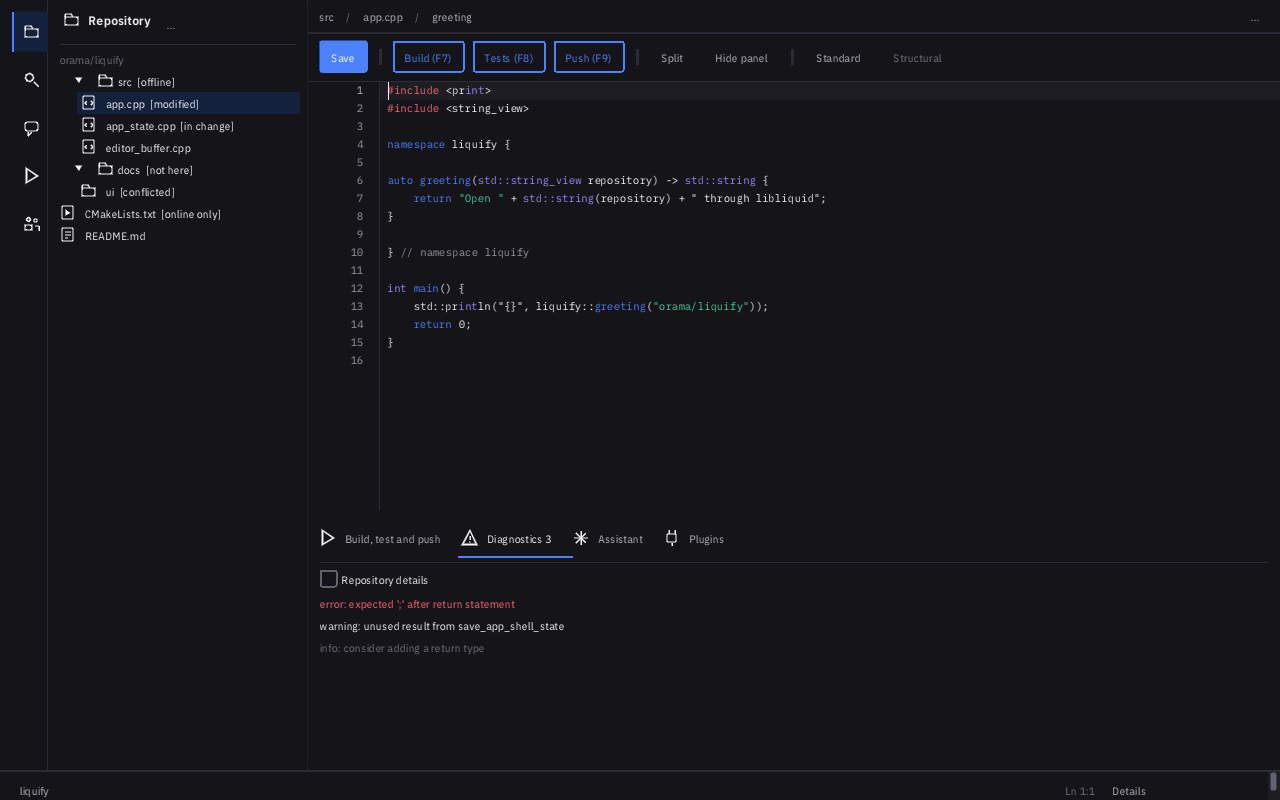 Repository ...
orama/liquify
src [offline]
app.cpp [modified]
app_state.cpp [in change]
editor_buffer.cpp
docs [not here]
ui [conflicted]
CMakeLists.txt [online only]
README.md
src / app.cpp / greeting ...
Save Build (F7) Tests (F8) Push (F9) Split Hide panel Standard Structural
1 #include <print>
2 #include <string_view>
3
4 namespace liquify {
5
6 auto greeting(std::string_view repository) -> std::string {
7     return "Open " + std::string(repository) + " through libliquid";
8 }
9
10 } // namespace liquify
11
12 int main() {
13     std::println("{}", liquify::greeting("orama/liquify"));
14     return 0;
15 }
16
Build, test and push Diagnostics 3 Assistant Plugins
Repository details
error: expected ';' after return statement
warning: unused result from save_app_shell_state
info: consider adding a return type
liquify Ln 1:1 Details